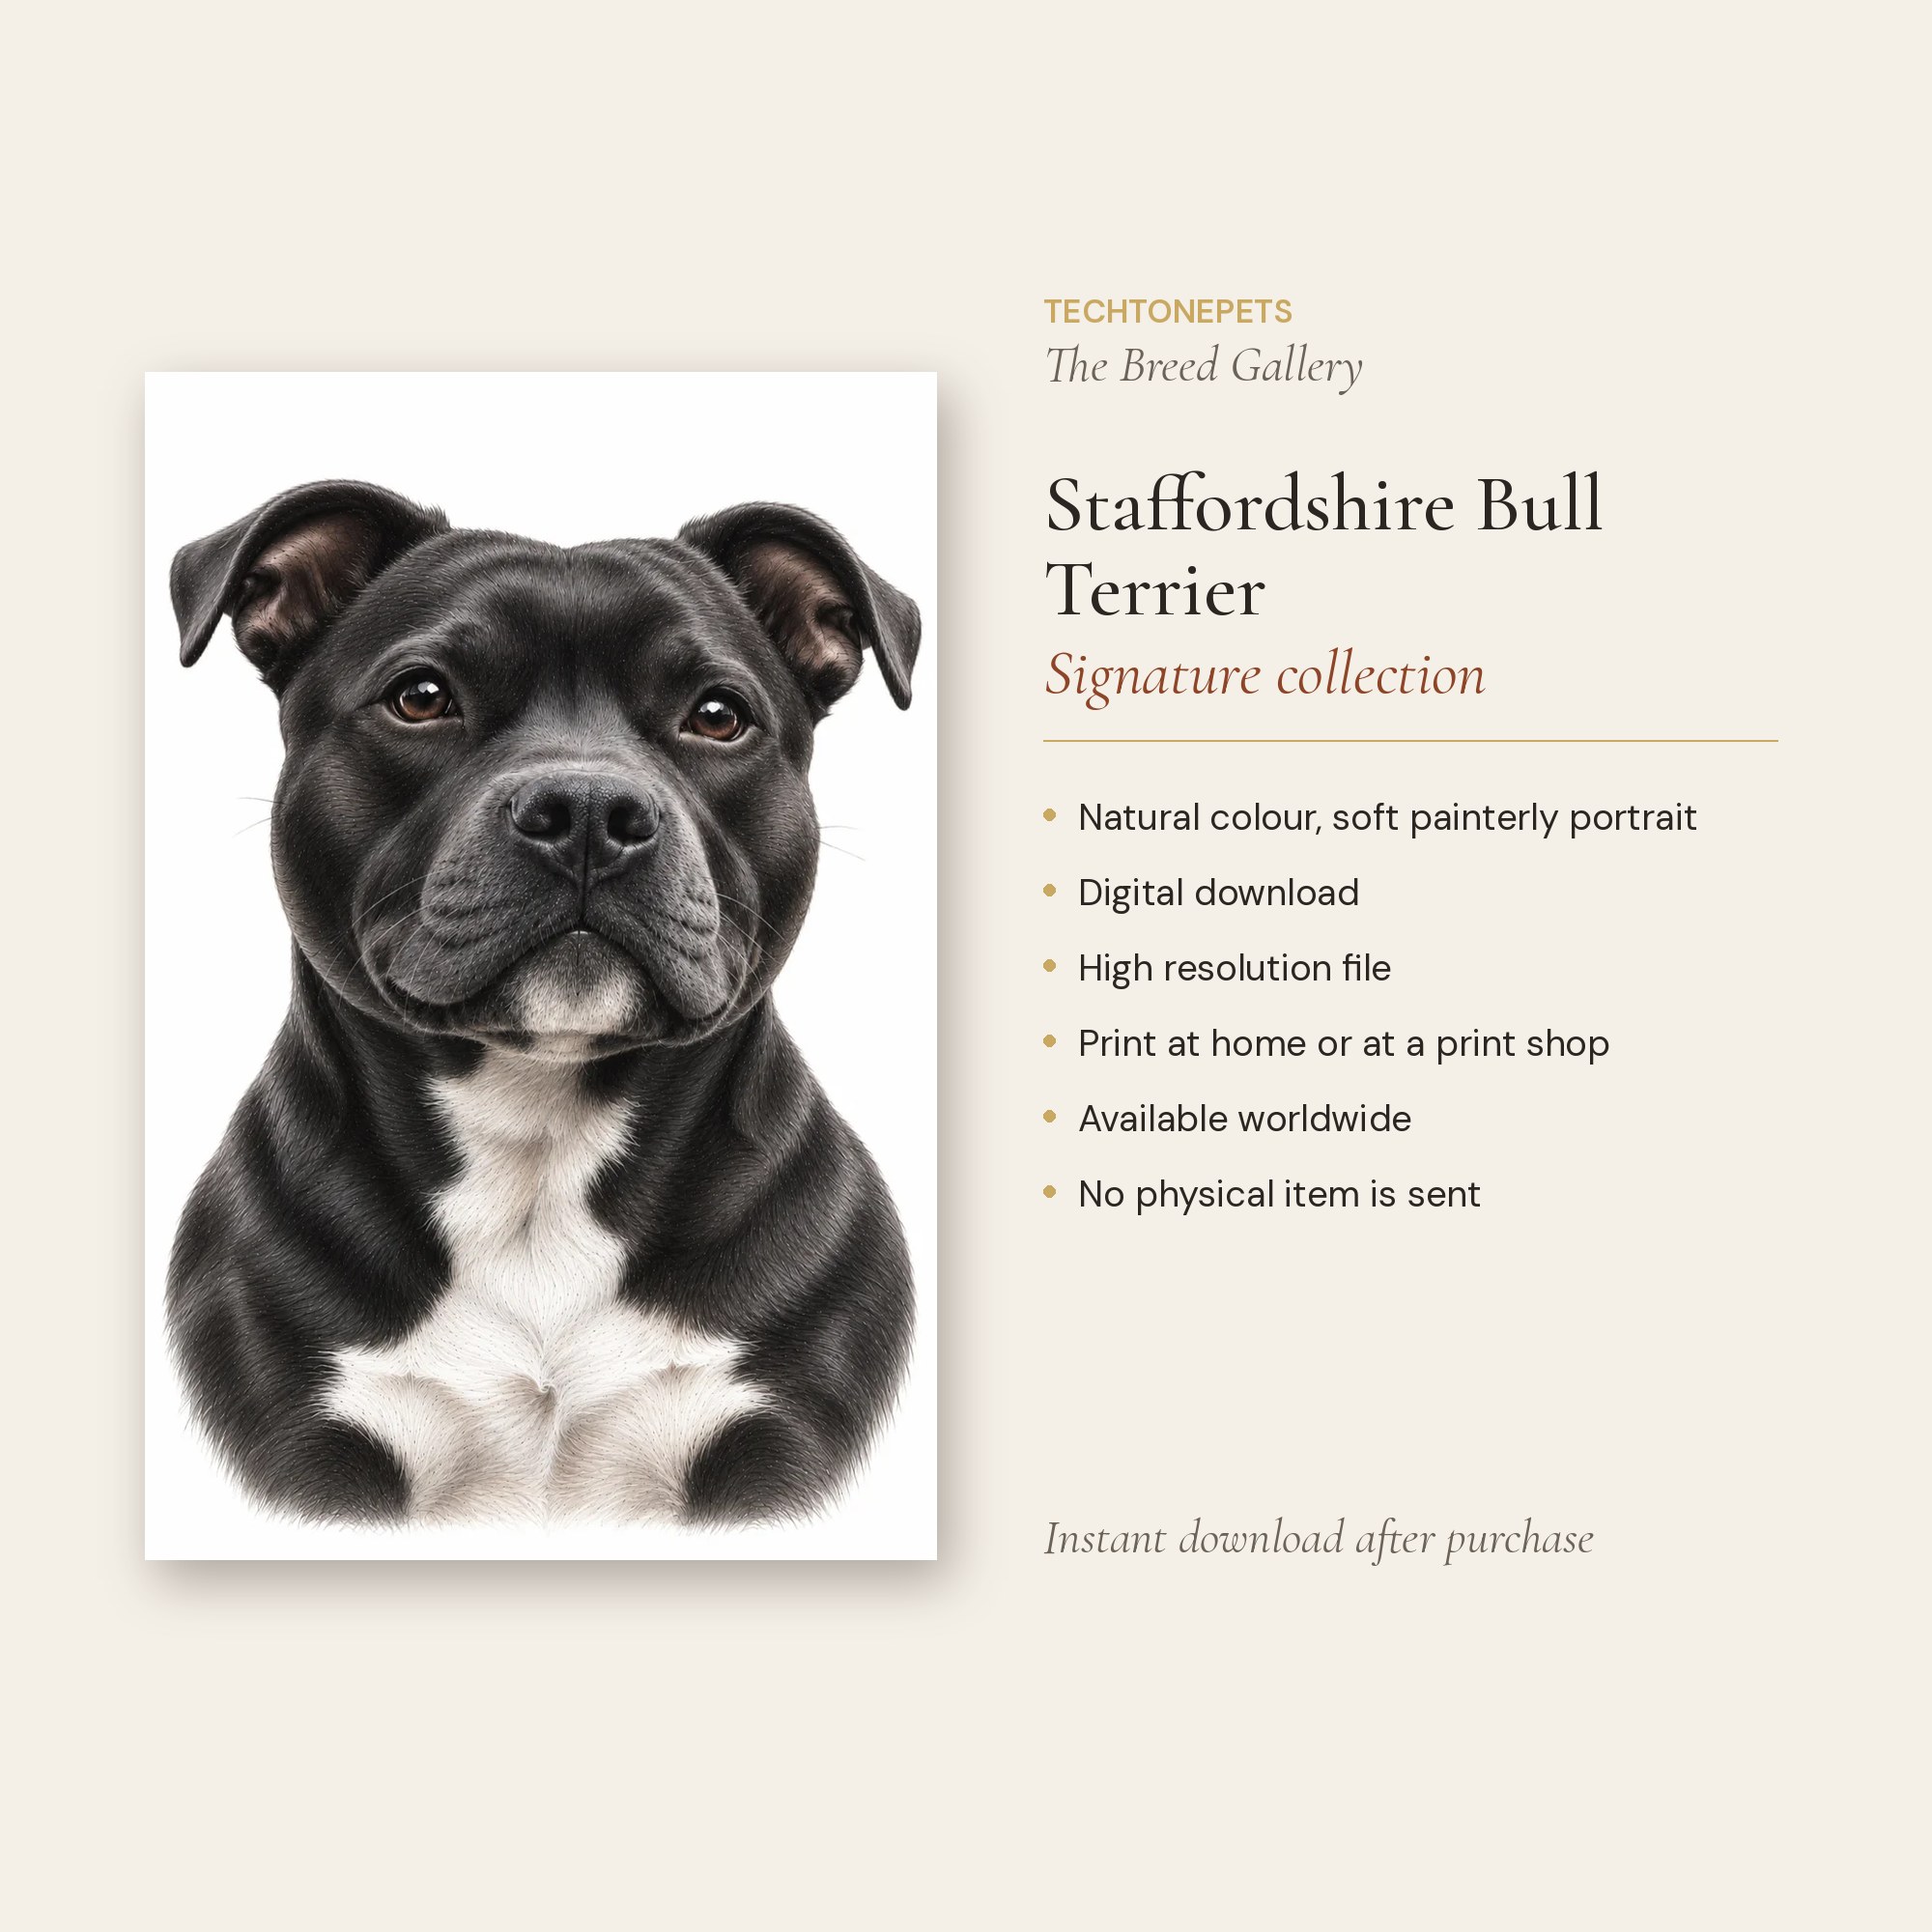 TECHTONEPETS
The Breed Gallery
Staffordshire Bull
Terrier
Signature collection
Natural colour, soft painterly portrait
Digital download
High resolution file
Print at home or at a print shop
Available worldwide
No physical item is sent
Instant download after purchase